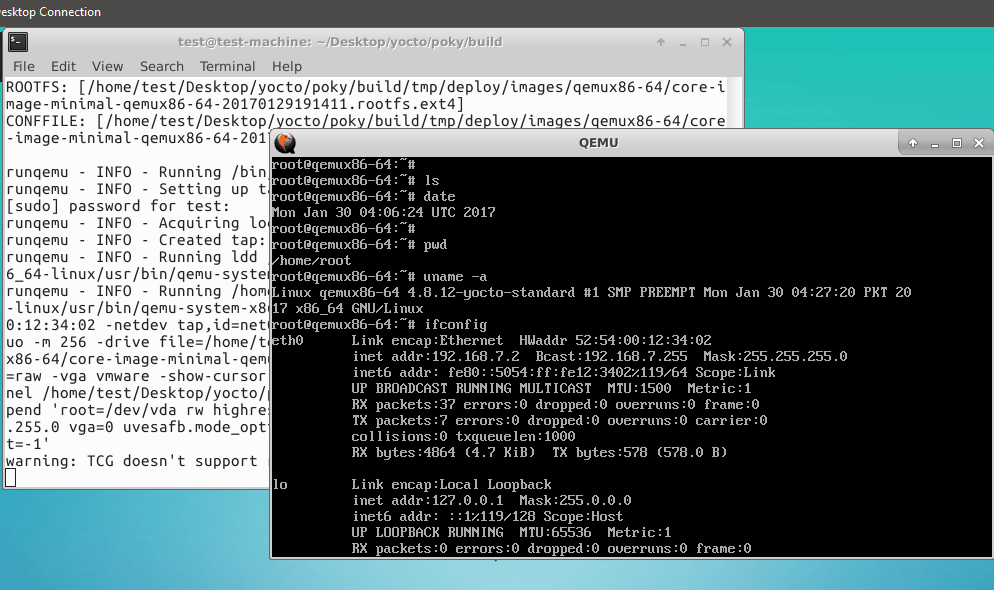 esktop Connection
test@test-machine: ~/Desktop/yocto/poky/build
File Edit View Search Terminal Help
ROOTFS: [/home/test/Desktop/yocto/poky/build/tmp/deploy/images/qemux86-64/core-i
mage-minimal-qemux86-64-20170129191411.rootfs.ext4]
CONFFILE: [/home/test/Desktop/yocto/poky/build/tmp/deploy/images/qemux86-64/core
-image-minimal-qemux86-64-201
runqemu - INFO - Running /bin
runqemu - INFO - Setting up ta
[sudo] password for test:
runqemu - INFO - Acquiring lo
runqemu - INFO - Created tap:
runqemu - INFO - Running ldd
6_64-linux/usr/bin/qemu-system
runqemu - INFO - Running /home
-linux/usr/bin/qemu-system-x8
0:12:34:02 -netdev tap,id=net
uo -m 256 -drive file=/home/te
x86-64/core-image-minimal-qemu
=raw -vga vmware -show-cursor
nel /home/test/Desktop/yocto/p
pend 'root=/dev/vda rw highres
.255.0 vga=0 uvesafb.mode_opt
t=-1'
warning: TCG doesn't support
QEMU
root@qemux86-64:~#
root@qemux86-64:~# ls
root@qemux86-64:~# date
Mon Jan 30 04:06:24 UTC 2017
root@qemux86-64:~#
root@qemux86-64:~# pwd
/home/root
root@qemux86-64:~# uname -a
Linux qemux86-64 4.8.12-yocto-standard #1 SMP PREEMPT Mon Jan 30 04:27:20 PKT 20
17 x86_64 GNU/Linux
root@qemux86-64:~# ifconfig
eth0 Link encap:Ethernet HWaddr 52:54:00:12:34:02
inet addr:192.168.7.2 Bcast:192.168.7.255 Mask:255.255.255.0
inet6 addr: fe80::5054:ff:fe12:3402%119/64 Scope:Link
UP BROADCAST RUNNING MULTICAST MTU:1500 Metric:1
RX packets:37 errors:0 dropped:0 overruns:0 frame:0
TX packets:7 errors:0 dropped:0 overruns:0 carrier:0
collisions:0 txqueuelen:1000
RX bytes:4864 (4.7 KiB) TX bytes:578 (578.0 B)
lo Link encap:Local Loopback
inet addr:127.0.0.1 Mask:255.0.0.0
inet6 addr: ::1%119/128 Scope:Host
UP LOOPBACK RUNNING MTU:65536 Metric:1
RX packets:0 errors:0 dropped:0 overruns:0 frame:0